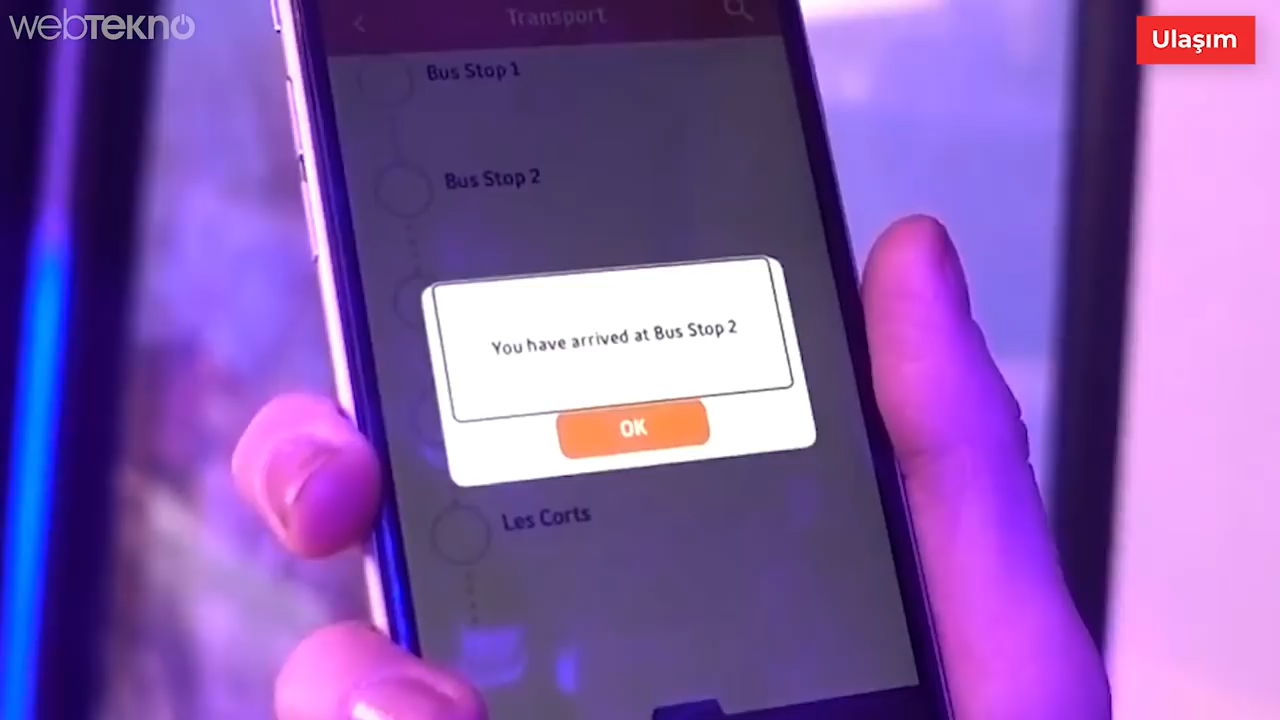 webTEKNO
Ulaşım
Transport
Bus Stop 1
Bus Stop 2
You have arrived at Bus Stop 2
OK
Les Corts